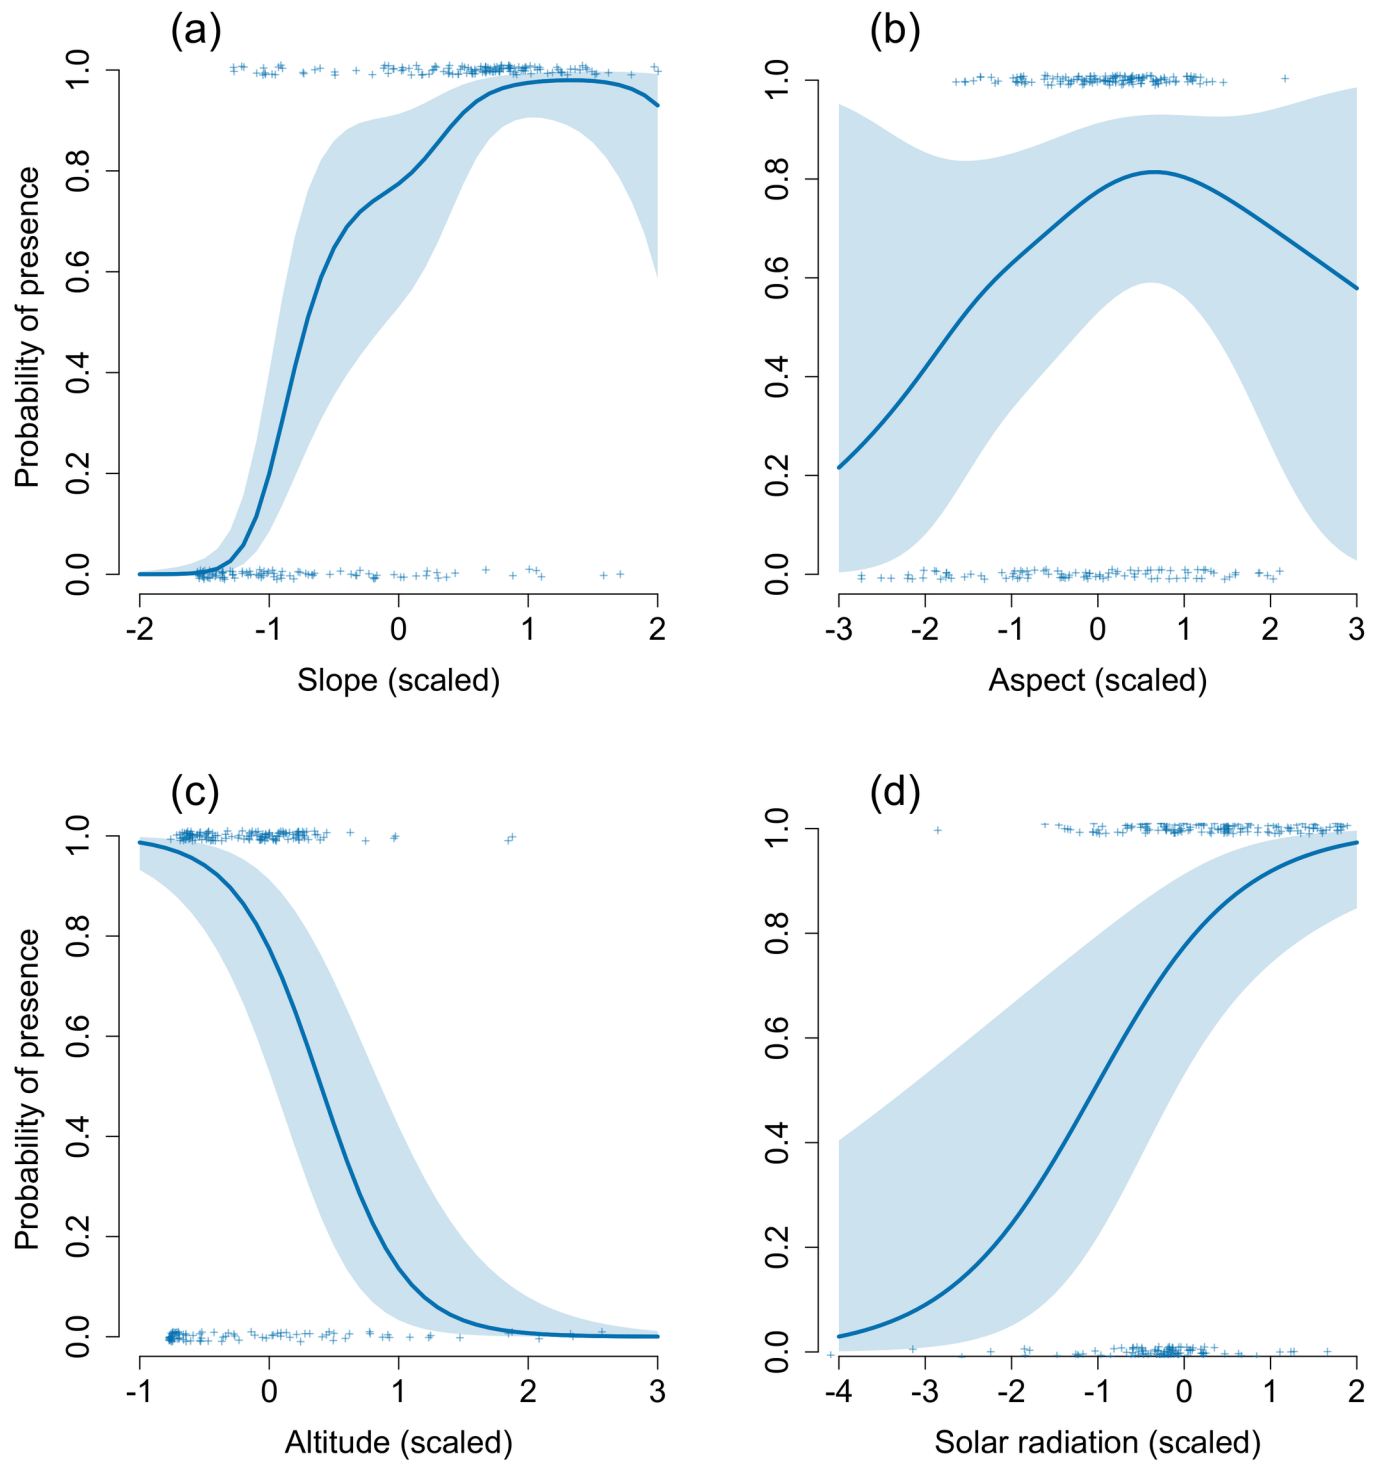 (a)
(b)
Probability of presence
0.0 0.2 0.4 0.6 0.8 1.0
-2 -1 0 1 2
Slope (scaled)
0.0 0.2 0.4 0.6 0.8 1.0
-3 -2 -1 0 1 2 3
Aspect (scaled)
(c)
(d)
Probability of presence
0.0 0.2 0.4 0.6 0.8 1.0
-1 0 1 2 3
Altitude (scaled)
0.0 0.2 0.4 0.6 0.8 1.0
-4 -3 -2 -1 0 1 2
Solar radiation (scaled)